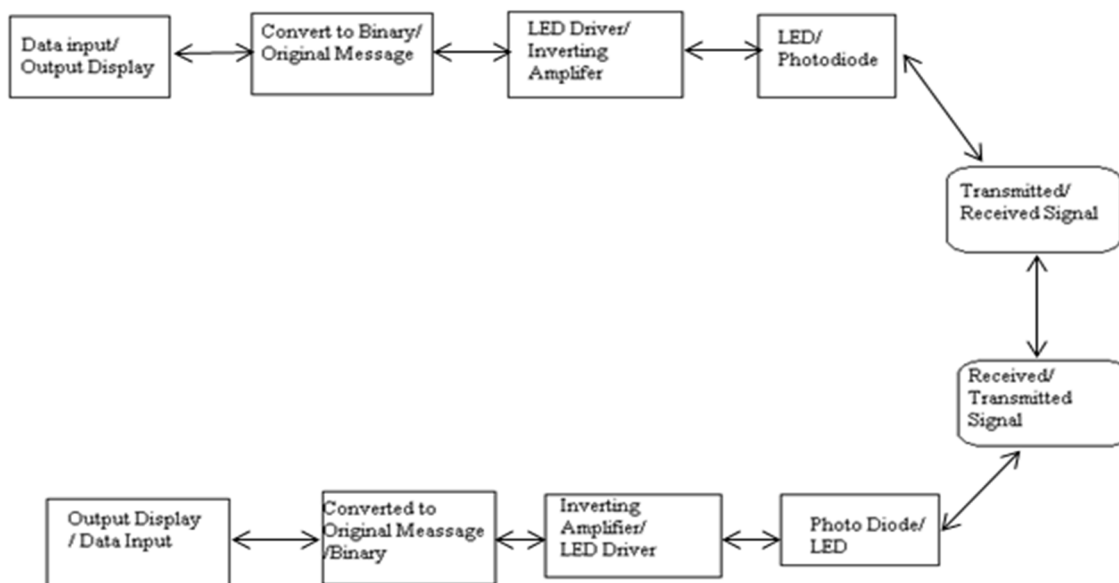 Data input/
Output Display
Convert to Binary/
Original Message
LED Driver/
Inverting
Amplifer
LED/
Photodiode
Transmitted/
Received Signal
Received/
Transmitted
Signal
Photo Diode/
LED
Inverting
Amplifier/
LED Driver
Converted to
Original Meassage
/Binary
Output Display
/ Data Input